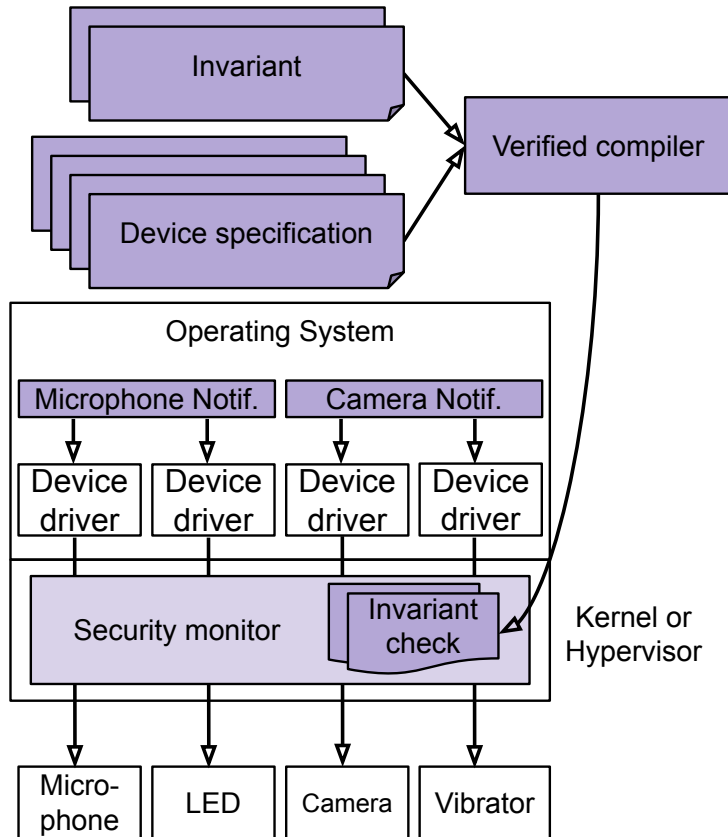 Invariant
Verified compiler
Device specification
Operating System
Microphone Notif.
Camera Notif.
Device
driver
Device
driver
Device
driver
Device
driver
Security monitor
Invariant
check
Kernel or
Hypervisor
Micro-
phone
LED
Camera
Vibrator